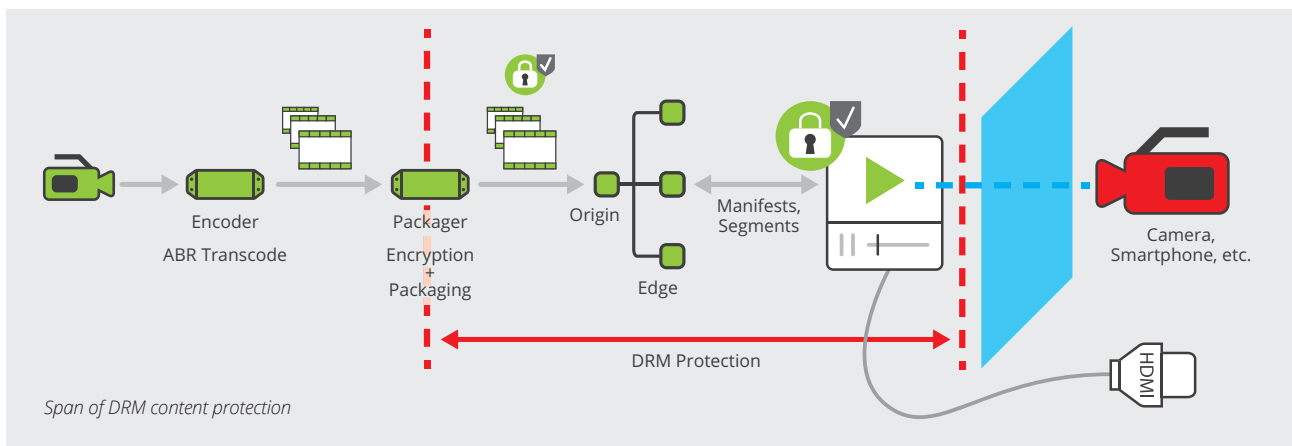 Encoder
ABR Transcode
Packager
Encryption
+
Packaging
Origin
Edge
Manifests,
Segments
Camera,
Smartphone, etc.
DRM Protection
HDMI
Span of DRM content protection